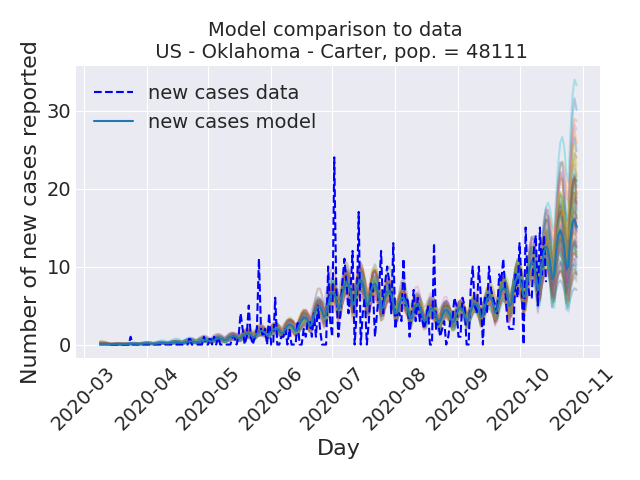 Model comparison to data
US - Oklahoma - Carter, pop. = 48111
Number of new cases reported
30
20
10
0
new cases data
new cases model
2020-03
2020-04
2020-05
2020-06
2020-07
2020-08
2020-09
2020-10
2020-11
Day